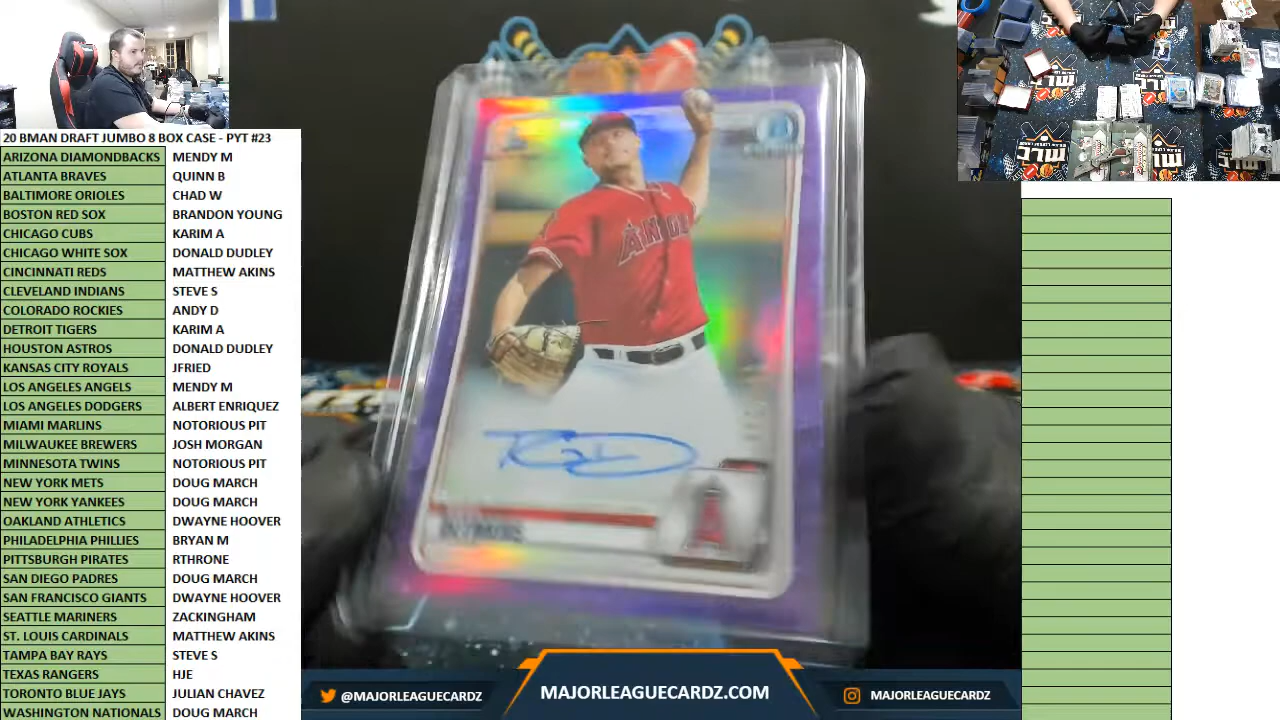 20 BMAN DRAFT JUMBO 8 BOX CASE - PYT #23
ARIZONA DIAMONDBACKS MENDY M
ATLANTA BRAVES QUINN B
BALTIMORE ORIOLES CHAD W
BOSTON RED SOX BRANDON YOUNG
CHICAGO CUBS KARIM A
CHICAGO WHITE SOX DONALD DUDLEY
CINCINNATI REDS MATTHEW AKINS
CLEVELAND INDIANS STEVE S
COLORADO ROCKIES ANDY D
DETROIT TIGERS KARIM A
HOUSTON ASTROS DONALD DUDLEY
KANSAS CITY ROYALS JFRIED
LOS ANGELES ANGELS MENDY M
LOS ANGELES DODGERS ALBERT ENRIQUEZ
MIAMI MARLINS NOTORIOUS PIT
MILWAUKEE BREWERS JOSH MORGAN
MINNESOTA TWINS NOTORIOUS PIT
NEW YORK METS DOUG MARCH
NEW YORK YANKEES DOUG MARCH
OAKLAND ATHLETICS DWAYNE HOOVER
PHILADELPHIA PHILLIES BRYAN M
PITTSBURGH PIRATES RTHRONE
SAN DIEGO PADRES DOUG MARCH
SAN FRANCISCO GIANTS DWAYNE HOOVER
SEATTLE MARINERS ZACKINGHAM
ST. LOUIS CARDINALS MATTHEW AKINS
TAMPA BAY RAYS STEVE S
TEXAS RANGERS HJE
TORONTO BLUE JAYS JULIAN CHAVEZ
WASHINGTON NATIONALS DOUG MARCH
ANGELS
A
MLC
@MAJORLEAGUECARDZ
MAJORLEAGUECARDZ.COM
MAJORLEAGUECARDZ